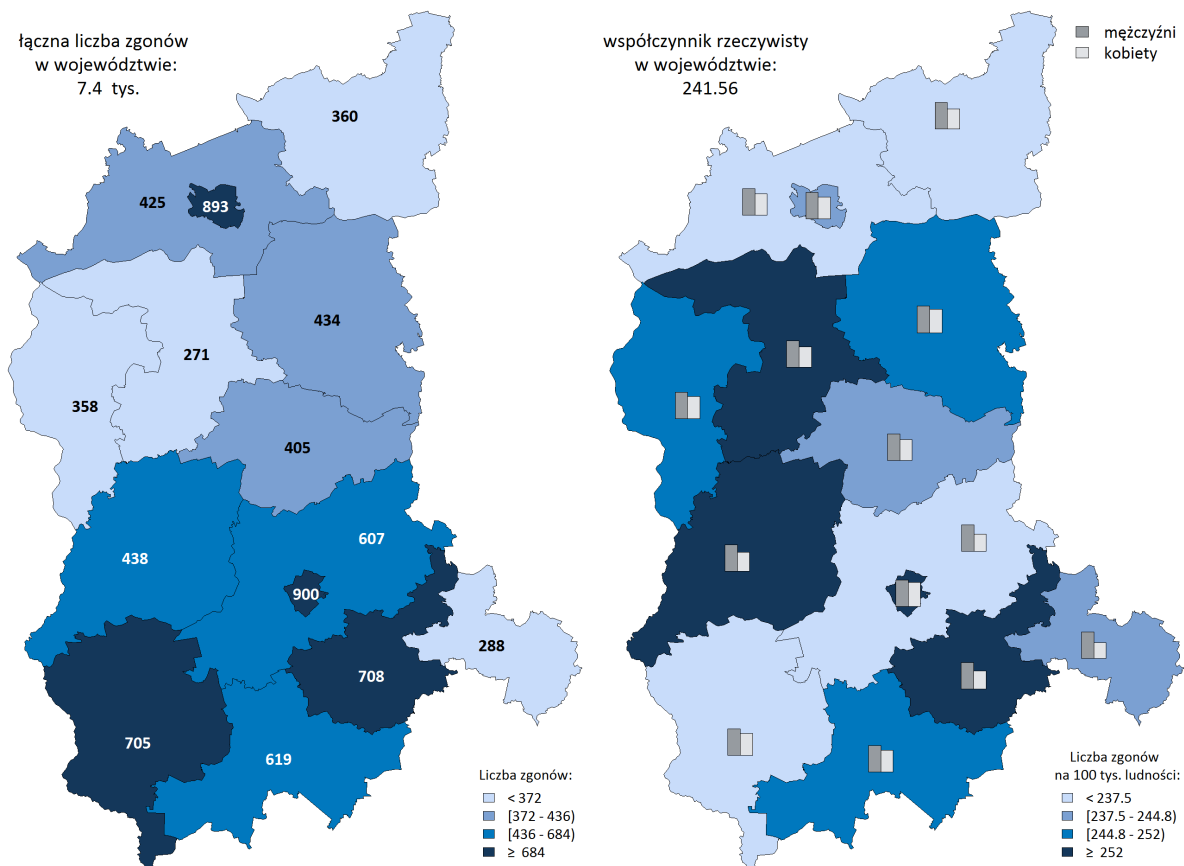 łączna liczba zgonów
w województwie:
7.4 tys.
360
425
893
434
271
358
405
438
607
900
288
708
705
619
Liczba zgonów:
< 372
[372 - 436)
[436 - 684)
≥ 684
współczynnik rzeczywisty
w województwie:
241.56
mężczyźni
kobiety
Liczba zgonów
na 100 tys. ludności:
< 237.5
[237.5 - 244.8)
[244.8 - 252)
≥ 252